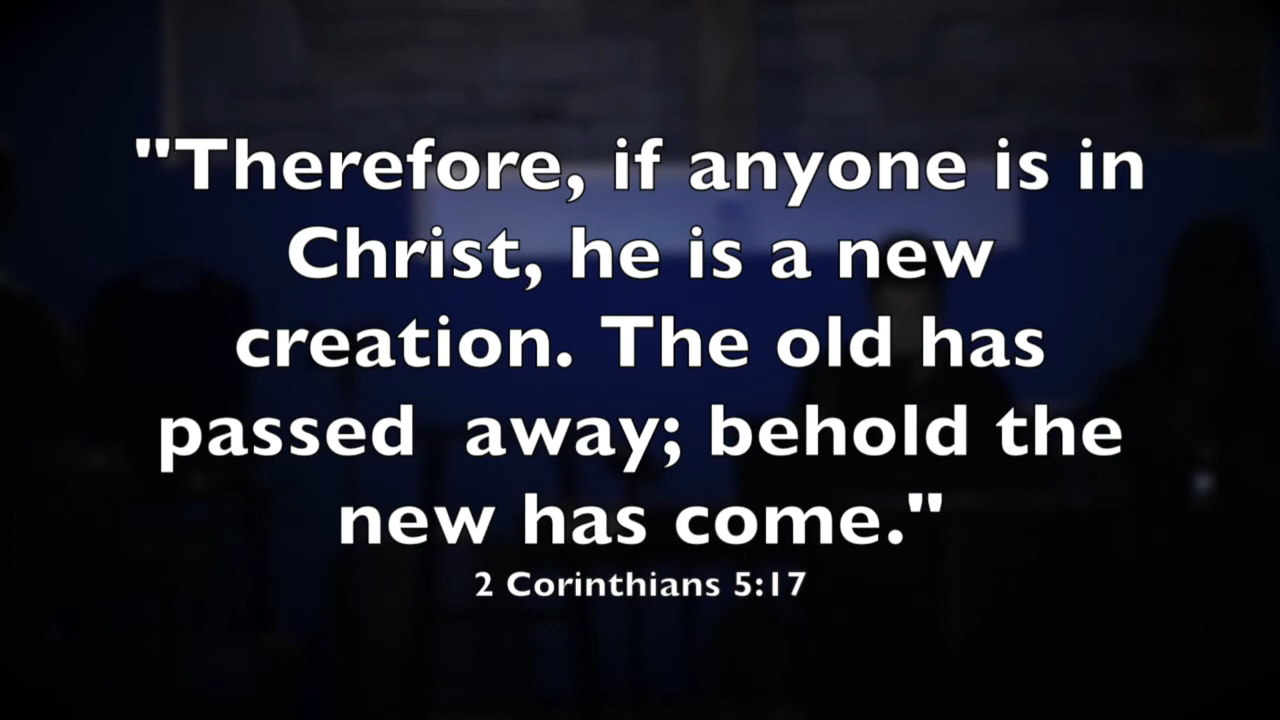 "Therefore, if anyone is in
Christ, he is a new
creation. The old has
passed  away; behold the
new has come."
2 Corinthians 5:17